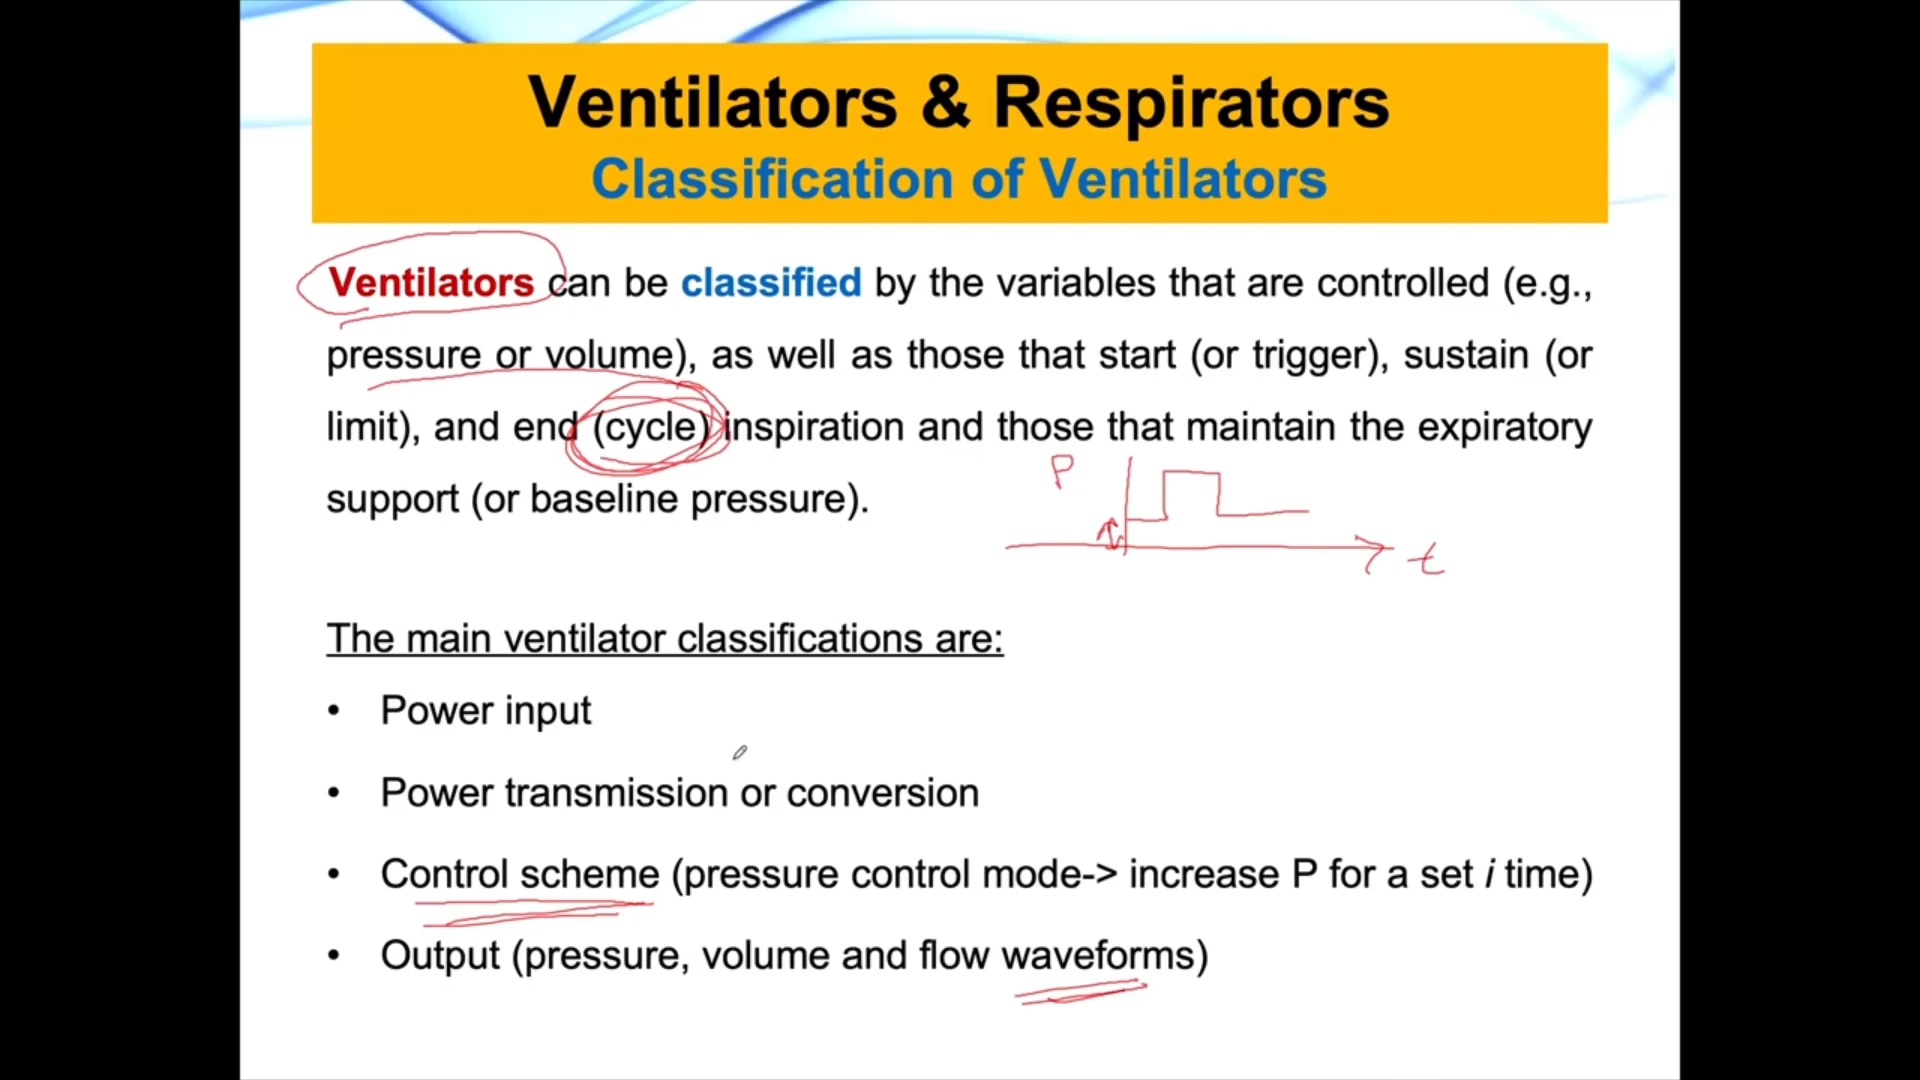 Ventilators & Respirators
Classification of Ventilators
Ventilators can be classified by the variables that are controlled (e.g.,
pressure or volume), as well as those that start (or trigger), sustain (or
limit), and end (cycle) inspiration and those that maintain the expiratory
support (or baseline pressure).
P
t
The main ventilator classifications are:
• Power input
• Power transmission or conversion
• Control scheme (pressure control mode-> increase P for a set i time)
• Output (pressure, volume and flow waveforms)